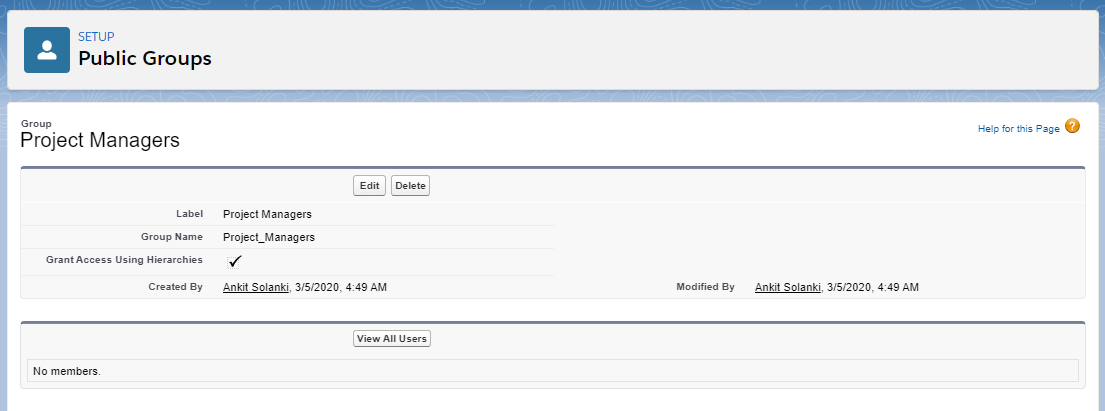 SETUP
Public Groups
Group
Project Managers
Help for this Page ?
Edit Delete
Label Project Managers
Group Name Project_Managers
Grant Access Using Hierarchies
Created By Ankit Solanki, 3/5/2020, 4:49 AM Modified By Ankit Solanki, 3/5/2020, 4:49 AM
View All Users
No members.